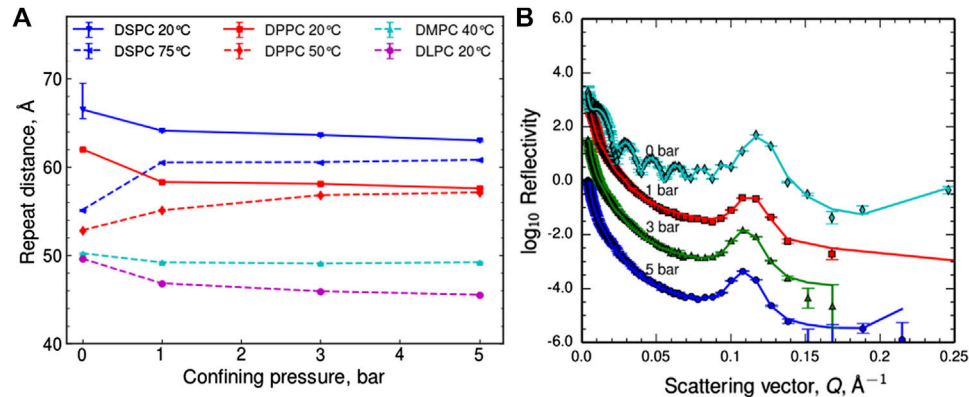 A
B
DSPC 20°C
DPPC 20°C
DMPC 40°C
DSPC 75°C
DPPC 50°C
DLPC 20°C
Repeat distance, Å
70
60
50
40
0
1
2
3
4
5
Confining pressure, bar
log₁₀ Reflectivity
6.0
4.0
2.0
0.0
-2.0
-4.0
-6.0
0 bar
1 bar
3 bar
5 bar
0.00
0.05
0.1
0.15
0.2
0.25
Scattering vector, Q, Å⁻¹